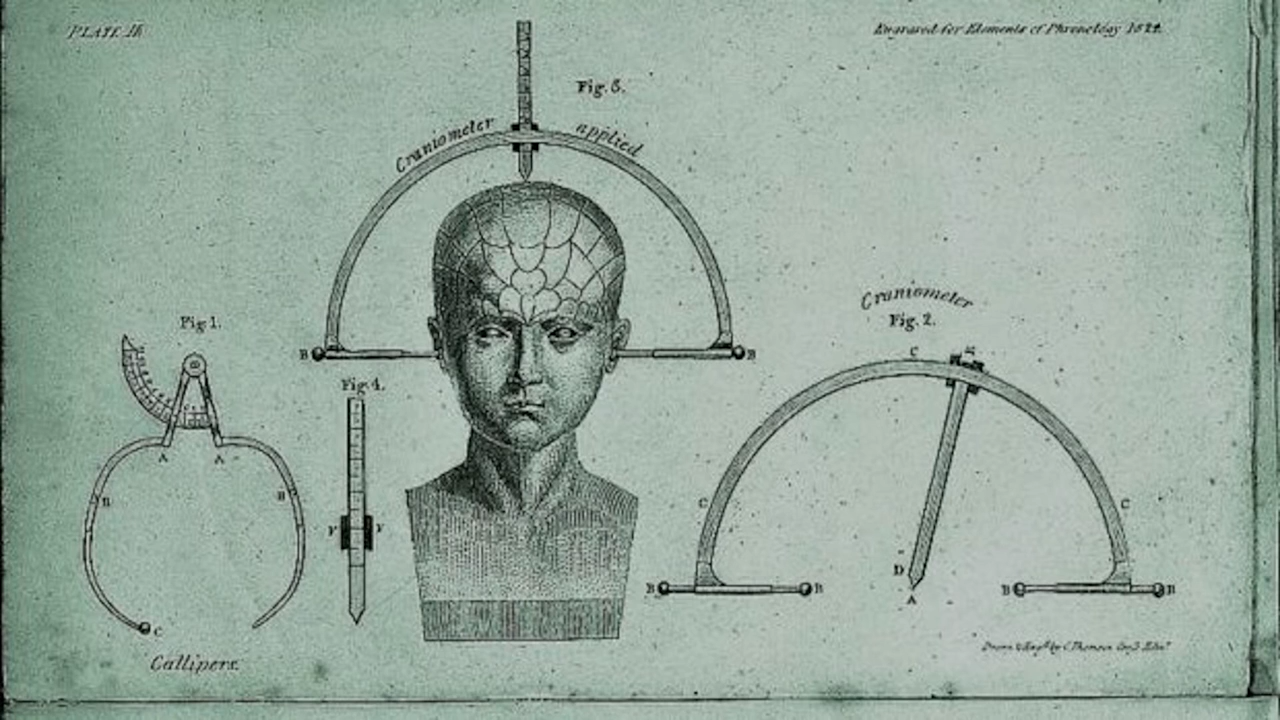 PLATE II.
Engraved for Elements of Phrenology 1824.
Fig. 3.
Craniometer applied
B B
Craniometer
Fig. 2.
C
C C
D
A
B B B B
Fig 1.
A A
B B
C
Callipers.
Fig. 4.
F F